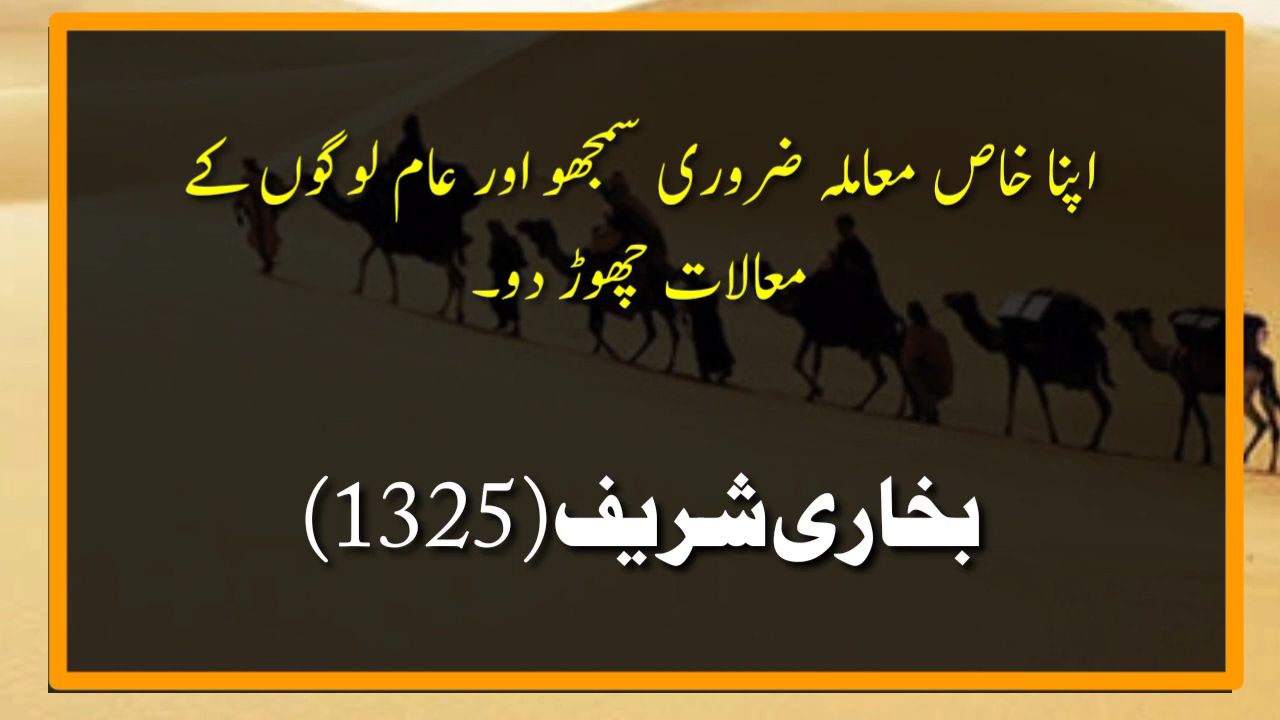 اپنا خاص معاملہ ضروری سمجھو اور عام لوگوں کے
معالات چھوڑ دو۔
بخاری شریف (1325)